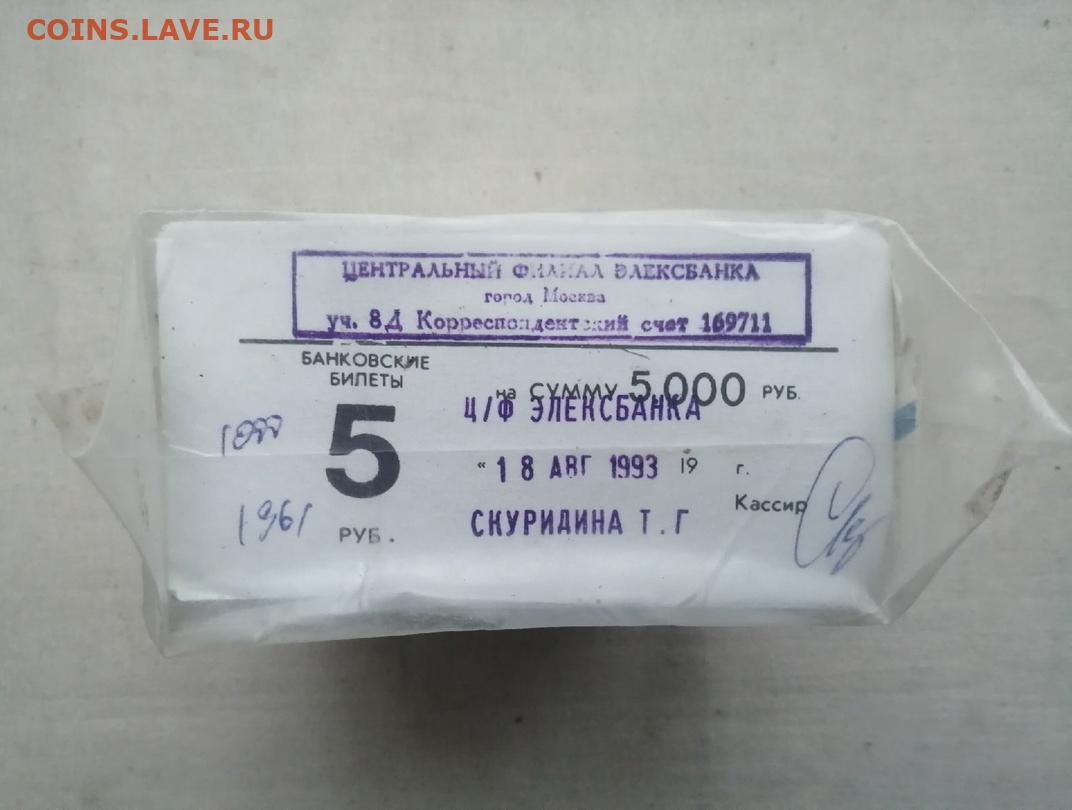 COINS.LAVE.RU
ЦЕНТРАЛЬНЫЙ ФИЛИАЛ ЭЛЕКСБАНКА
город Москва
уч. 8Д Корреспондентский счет 169711
БАНКОВСКИЕ
БИЛЕТЫ
на СУММУ 5.000 РУБ.
Ц/Ф ЭЛЕКСБАНКА
5
РУБ.
" 18 АВГ 1993 19 г.
Кассир
СКУРИДИНА Т.Г
1961